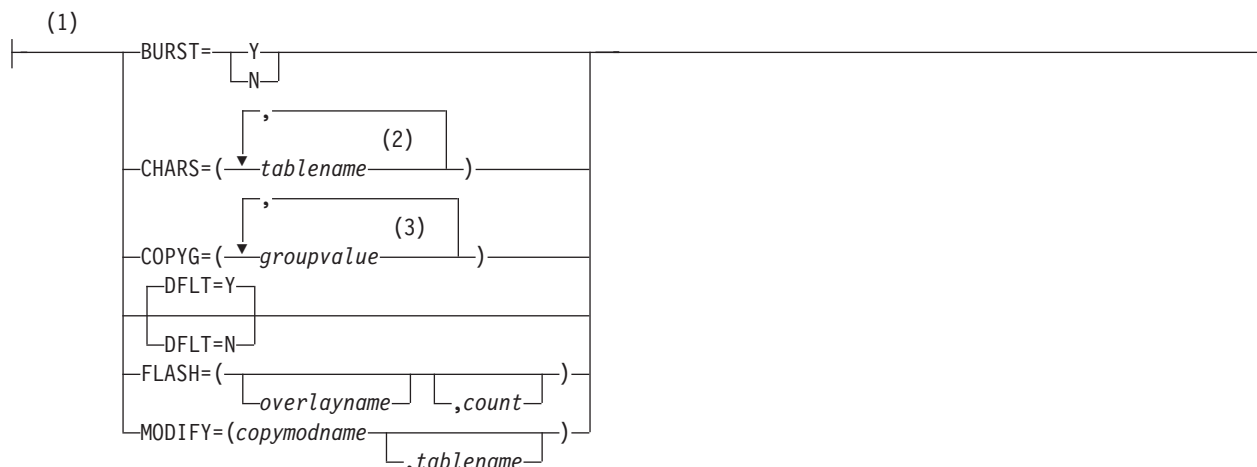 (1)
BURST= Y
N
,
(2)
CHARS=( tablename )
,
(3)
COPYG=( groupvalue )
DFLT=Y
DFLT=N
FLASH=( )
overlayname ,count
MODIFY=(copymodname )
,tablename